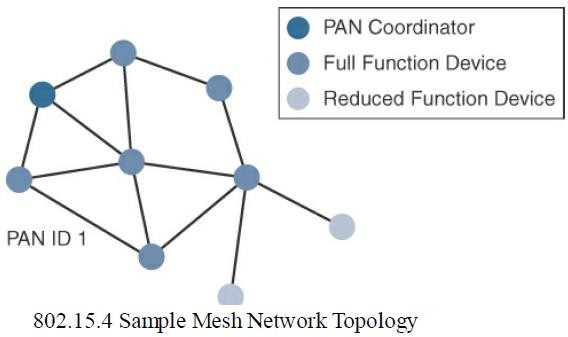 PAN Coordinator
Full Function Device
Reduced Function Device
PAN ID 1
802.15.4 Sample Mesh Network Topology